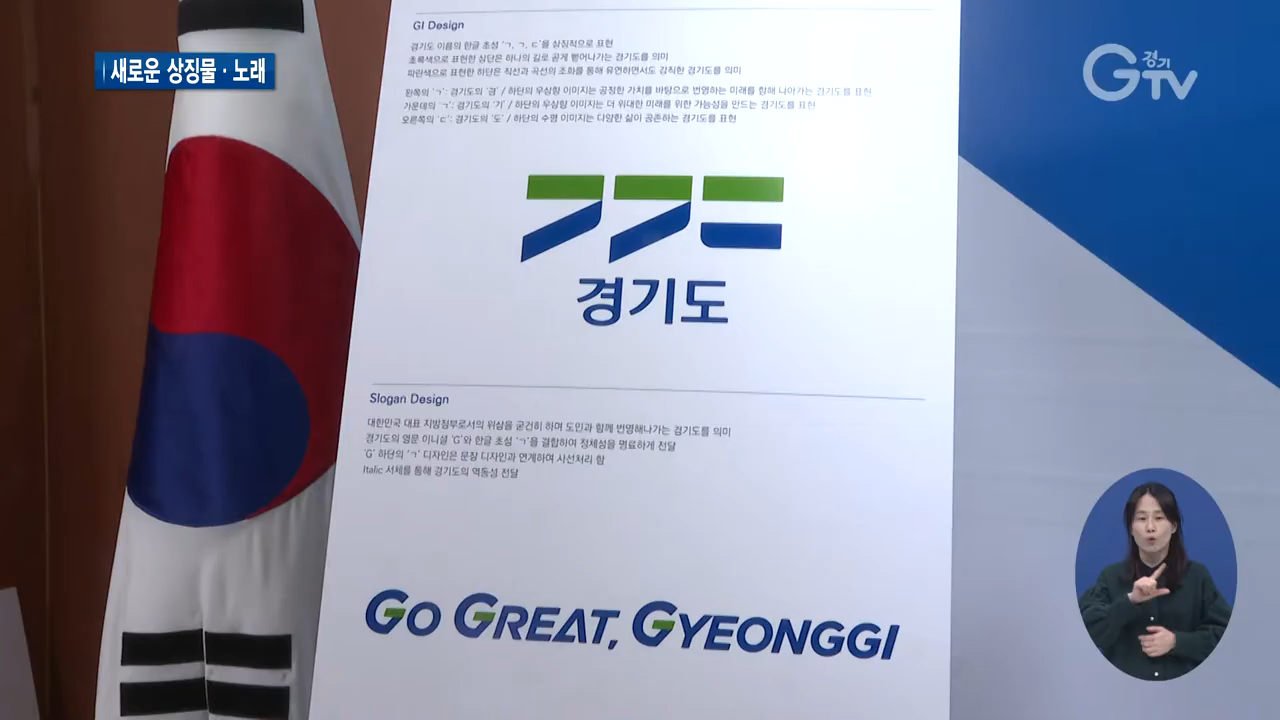 새로운 상징물·노래
경기
GTV
GI Design
경기도 이름의 한글 초성 'ㄱ, ㄱ, ㄷ'을 상징적으로 표현
초록색으로 표현한 상단은 하나의 길로 곧게 뻗어나가는 경기도를 의미
파란색으로 표현한 하단은 직선과 곡선의 조화를 통해 유연하면서도 강직한 경기도를 의미
왼쪽의 'ㄱ': 경기도의 '경' / 하단의 우상향 이미지는 공정한 가치를 바탕으로 번영하는 미래를 향해 나아가는 경기도를 표현
가운데의 'ㄱ': 경기도의 '기' / 하단의 우상향 이미지는 더 위대한 미래를 위한 가능성을 만드는 경기도를 표현
오른쪽의 'ㄷ': 경기도의 '도' / 하단의 수평 이미지는 다양한 삶이 공존하는 경기도를 표현
ㄱㄱㄷ
경기도
Slogan Design
대한민국 대표 지방정부로서의 위상을 굳건히 하며 도민과 함께 번영해나가는 경기도를 의미
경기도의 영문 이니셜 'G'와 한글 초성 'ㄱ'을 결합하여 정체성을 명료하게 전달
'G' 하단의 'ㄱ' 디자인은 문장 디자인과 연계하여 사선처리 함
Italic 서체를 통해 경기도의 역동성 전달
GO GREAT, GYEONGGI